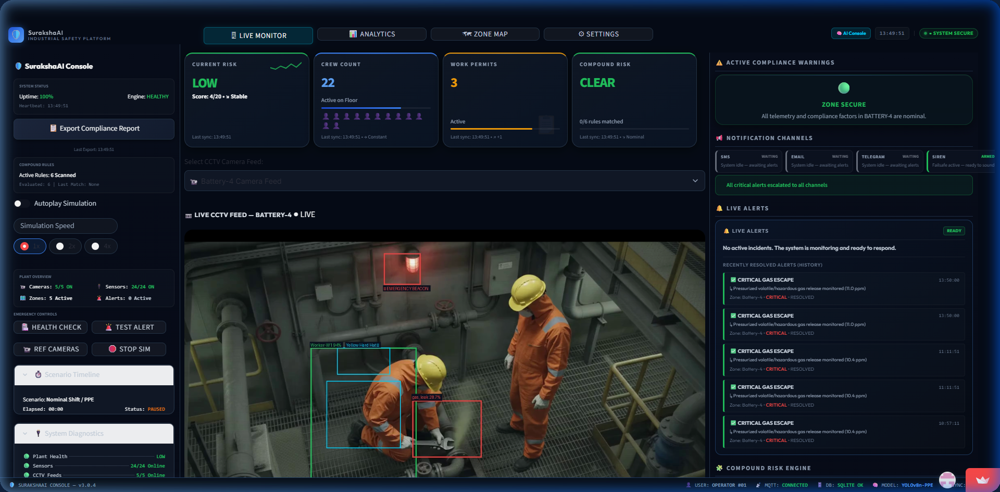 SurakshaAI
INDUSTRIAL SAFETY PLATFORM
LIVE MONITOR
ANALYTICS
ZONE MAP
SETTINGS
AI Console
13:49:51
SYSTEM SECURE
SurakshaAI Console
SYSTEM STATUS
Uptime: 100% Engine: HEALTHY
Heartbeat: 13:49:51
Export Compliance Report
Last Export: 13:49:51
COMPOUND RULES
Active Rules: 6 Scanned
Evaluated: 6 | Last Match: None
Autoplay Simulation
Simulation Speed
1x 2x 4x
PLANT OVERVIEW
Cameras: 5/5 ON Sensors: 24/24 ON
Zones: 5 Active Alerts: 0 Active
EMERGENCY CONTROLS
HEALTH CHECK TEST ALERT
REF CAMERAS STOP SIM
Scenario Timeline
Scenario: Nominal Shift / PPE
Elapsed: 00:00 Status: PAUSED
System Diagnostics
Plant Health LOW
Sensors 24/24 Online
CCTV Feeds 5/5 Online
CURRENT RISK
LOW
Score: 4/20 • ↘ Stable
Last sync: 13:49:51
CREW COUNT
22
Active on Floor
Last sync: 13:49:51 • → Constant
WORK PERMITS
3
Active
Last sync: 13:49:51 • ↗ +1
COMPOUND RISK
CLEAR
0/6 rules matched
Last sync: 13:49:51 • ↘ Nominal
Select CCTV Camera Feed:
Battery-4 Camera Feed
LIVE CCTV FEED — BATTERY-4 ● LIVE
EMERGENCY BEACON
Worker-W1 94% Yellow Hard Hat
gas_leak 28.7%
ACTIVE COMPLIANCE WARNINGS
ZONE SECURE
All telemetry and compliance factors in BATTERY-4 are nominal.
NOTIFICATION CHANNELS
SMS WAITING
System idle — awaiting alerts
EMAIL WAITING
System idle — awaiting alerts
TELEGRAM WAITING
System idle — awaiting alerts
SIREN ARMED
Failsafe active — ready to sound
All critical alerts escalated to all channels
LIVE ALERTS
LIVE ALERTS READY
No active incidents. The system is monitoring and ready to respond.
RECENTLY RESOLVED ALERTS (HISTORY)
CRITICAL GAS ESCAPE 13:50:00
↳ Pressurized volatile/hazardous gas release monitored (11.0 ppm)
Zone: Battery-4 • CRITICAL • RESOLVED
CRITICAL GAS ESCAPE 13:50:00
↳ Pressurized volatile/hazardous gas release monitored (11.0 ppm)
Zone: Battery-4 • CRITICAL • RESOLVED
CRITICAL GAS ESCAPE 11:11:51
↳ Pressurized volatile/hazardous gas release monitored (10.4 ppm)
Zone: Battery-4 • CRITICAL • RESOLVED
CRITICAL GAS ESCAPE 11:11:51
↳ Pressurized volatile/hazardous gas release monitored (10.4 ppm)
Zone: Battery-4 • CRITICAL • RESOLVED
CRITICAL GAS ESCAPE 10:57:11
↳ Pressurized volatile/hazardous gas release monitored (10.4 ppm)
Zone: Battery-4 • CRITICAL • RESOLVED
COMPOUND RISK ENGINE
SURAKSHAAI CONSOLE — v3.0.4
USER: OPERATOR #01 MQTT: CONNECTED DB: SQLITE OK MODEL: YOLOv8n-PPE